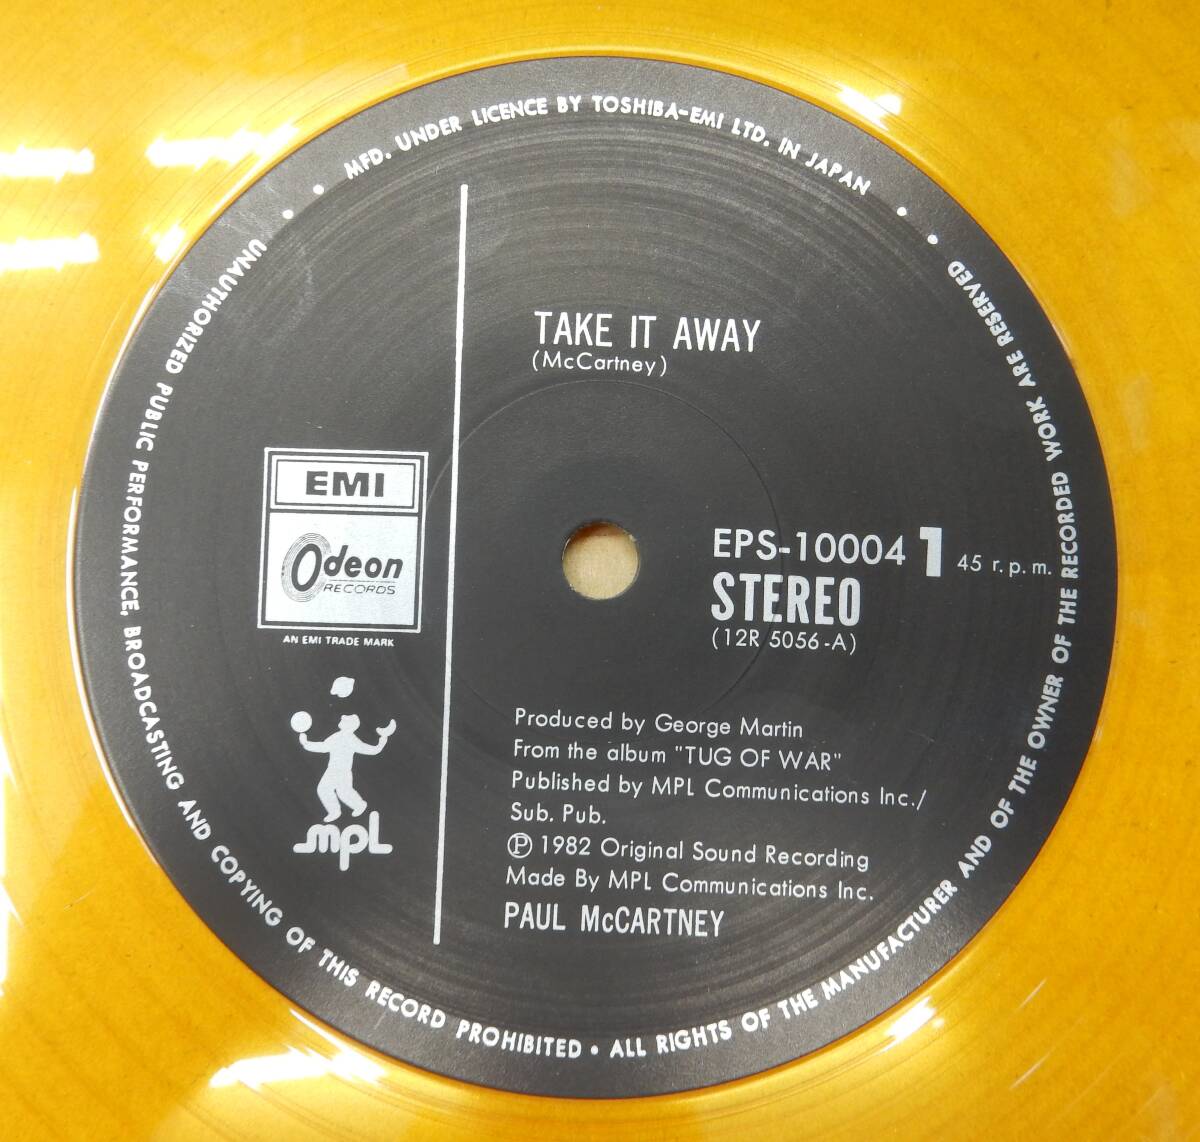 MFD. UNDER LICENCE BY TOSHIBA-EMI LTD. IN JAPAN
UNAUTHORIZED PUBLIC PERFORMANCE, BROADCASTING AND COPYING OF THIS RECORD PROHIBITED • ALL RIGHTS OF THE MANUFACTURER AND OF THE OWNER OF THE RECORDED WORK ARE RESERVED
TAKE IT AWAY
(McCartney)
EMI
Odeon
RECORDS
AN EMI TRADE MARK
mpL
EPS-10004 1 45 r.p.m.
STEREO
(12R 5056-A)
Produced by George Martin
From the album "TUG OF WAR"
Published by MPL Communications Inc./
Sub. Pub.
Ⓟ 1982 Original Sound Recording
Made By MPL Communications Inc.
PAUL McCARTNEY